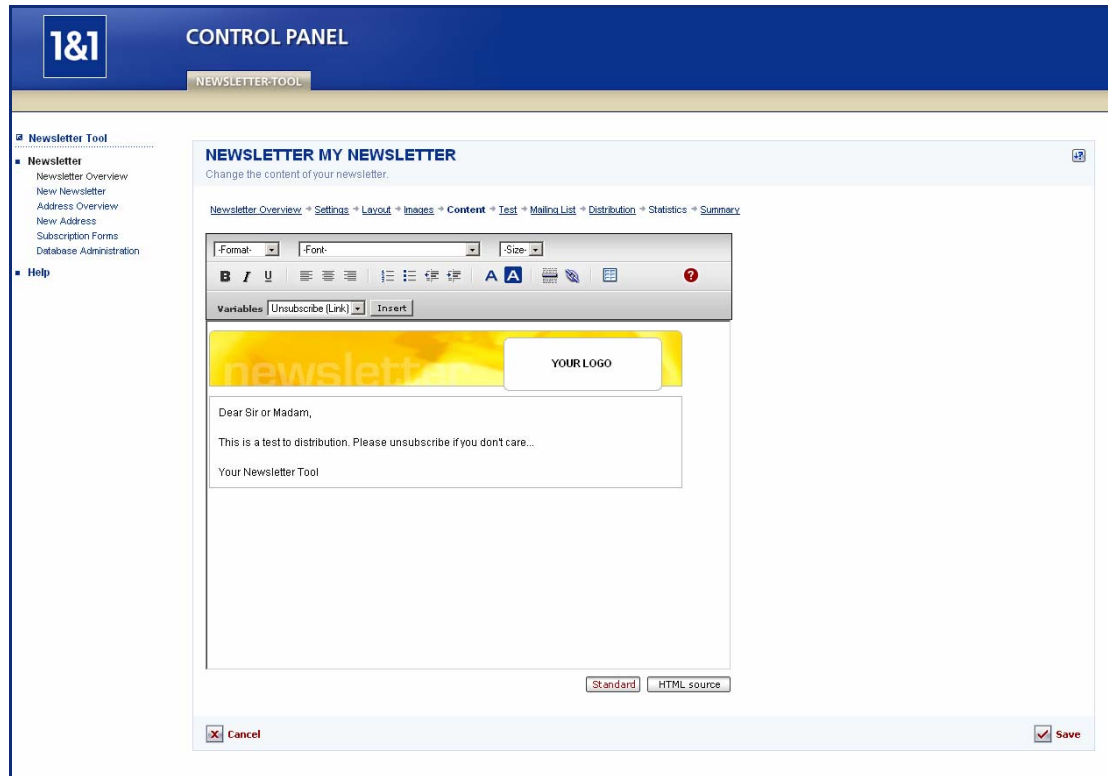 1&1
CONTROL PANEL
NEWSLETTER-TOOL
Newsletter Tool
Newsletter
Newsletter Overview
New Newsletter
Address Overview
New Address
Subscription Forms
Database Administration
Help
NEWSLETTER MY NEWSLETTER
Change the content of your newsletter.
Newsletter Overview Settings Layout Images Content Test Mailing List Distribution Statistics Summary
-Format- -Font- -Size-
B I U A A ?
Variables Unsubscribe (Link) Insert
newsletter
YOUR LOGO
Dear Sir or Madam,
This is a test to distribution. Please unsubscribe if you don't care...
Your Newsletter Tool
Standard HTML source
Cancel Save